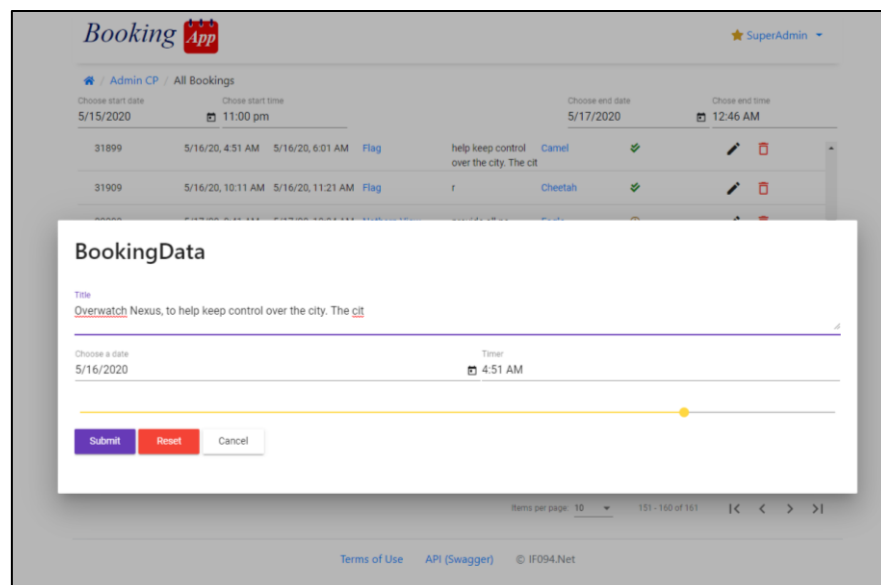 Booking App
SuperAdmin
/ Admin CP / All Bookings
Choose start date Chose start time Choose end date Chose end time
5/15/2020 11:00 pm 5/17/2020 12:46 AM
31899 5/16/20, 4:51 AM 5/16/20, 6:01 AM Flag help keep control Camel
over the city. The cit
31909 5/16/20, 10:11 AM 5/16/20, 11:21 AM Flag r Cheetah
BookingData
Title
Overwatch Nexus, to help keep control over the city. The cit
Choose a date Timer
5/16/2020 4:51 AM
Submit Reset Cancel
Items per page: 10 151 - 160 of 161
Terms of Use API (Swagger) © IF094.Net